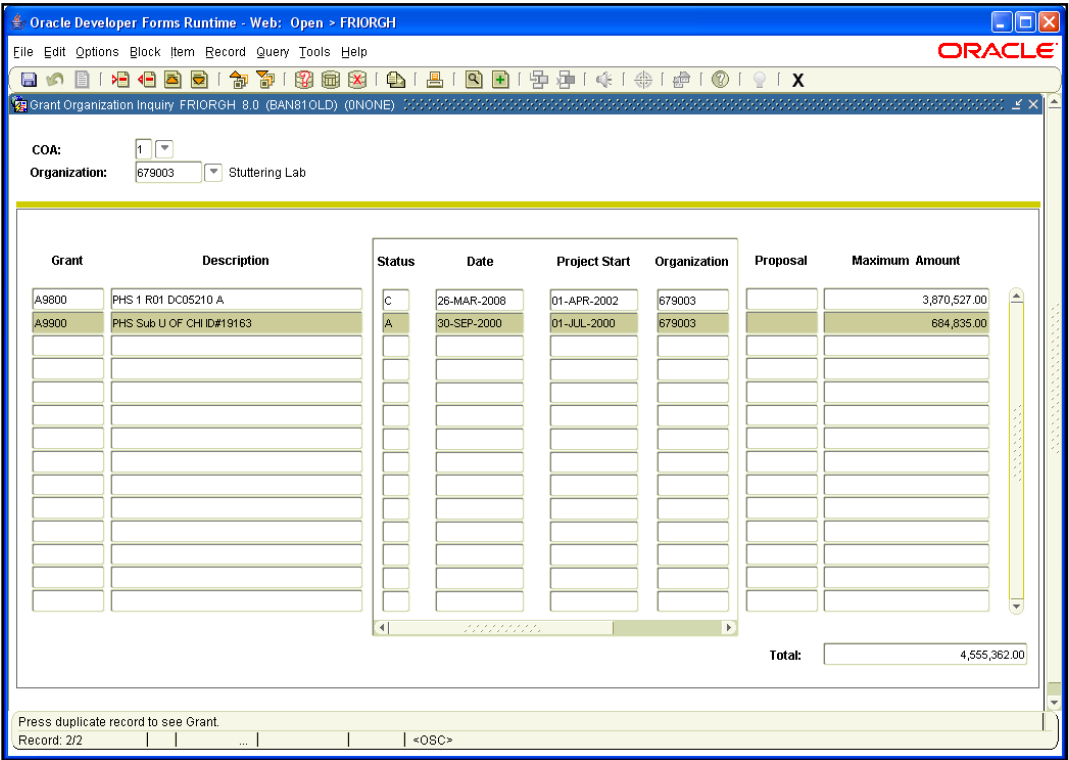 Oracle Developer Forms Runtime - Web: Open > FRIORGH
File Edit Options Block Item Record Query Tools Help
ORACLE
X
Grant Organization Inquiry FRIORGH 8.0 (BAN81OLD) (0NONE)
COA: 1
Organization: 679003 Stuttering Lab
Grant Description Status Date Project Start Organization Proposal Maximum Amount
A9800 PHS 1 R01 DC05210 A C 26-MAR-2008 01-APR-2002 679003 3,870,527.00
A9900 PHS Sub U OF CHI ID#19163 A 30-SEP-2000 01-JUL-2000 679003 684,835.00
Total: 4,555,362.00
Press duplicate record to see Grant.
Record: 2/2 ... <OSC>